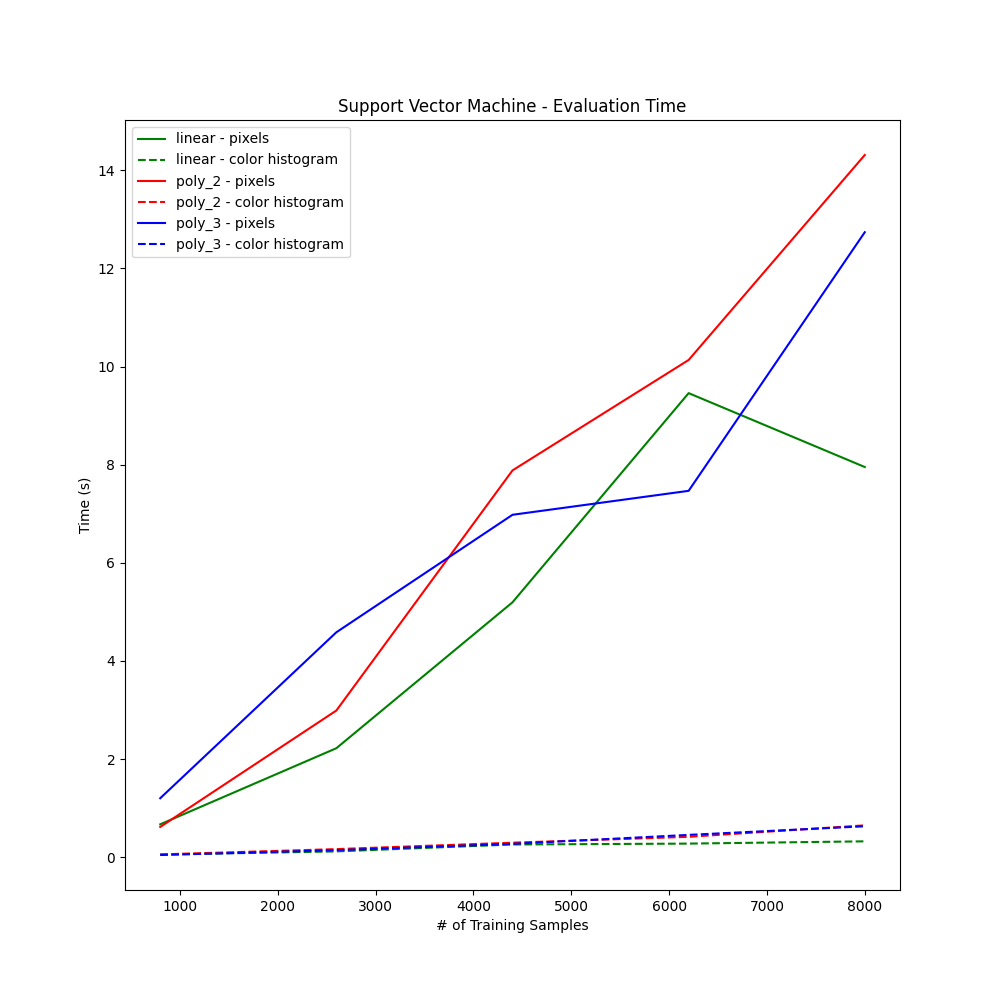 Support Vector Machine - Evaluation Time
linear - pixels
linear - color histogram
poly_2 - pixels
poly_2 - color histogram
poly_3 - pixels
poly_3 - color histogram
14
12
10
8
6
4
2
0
Time (s)
1000 2000 3000 4000 5000 6000 7000 8000
# of Training Samples